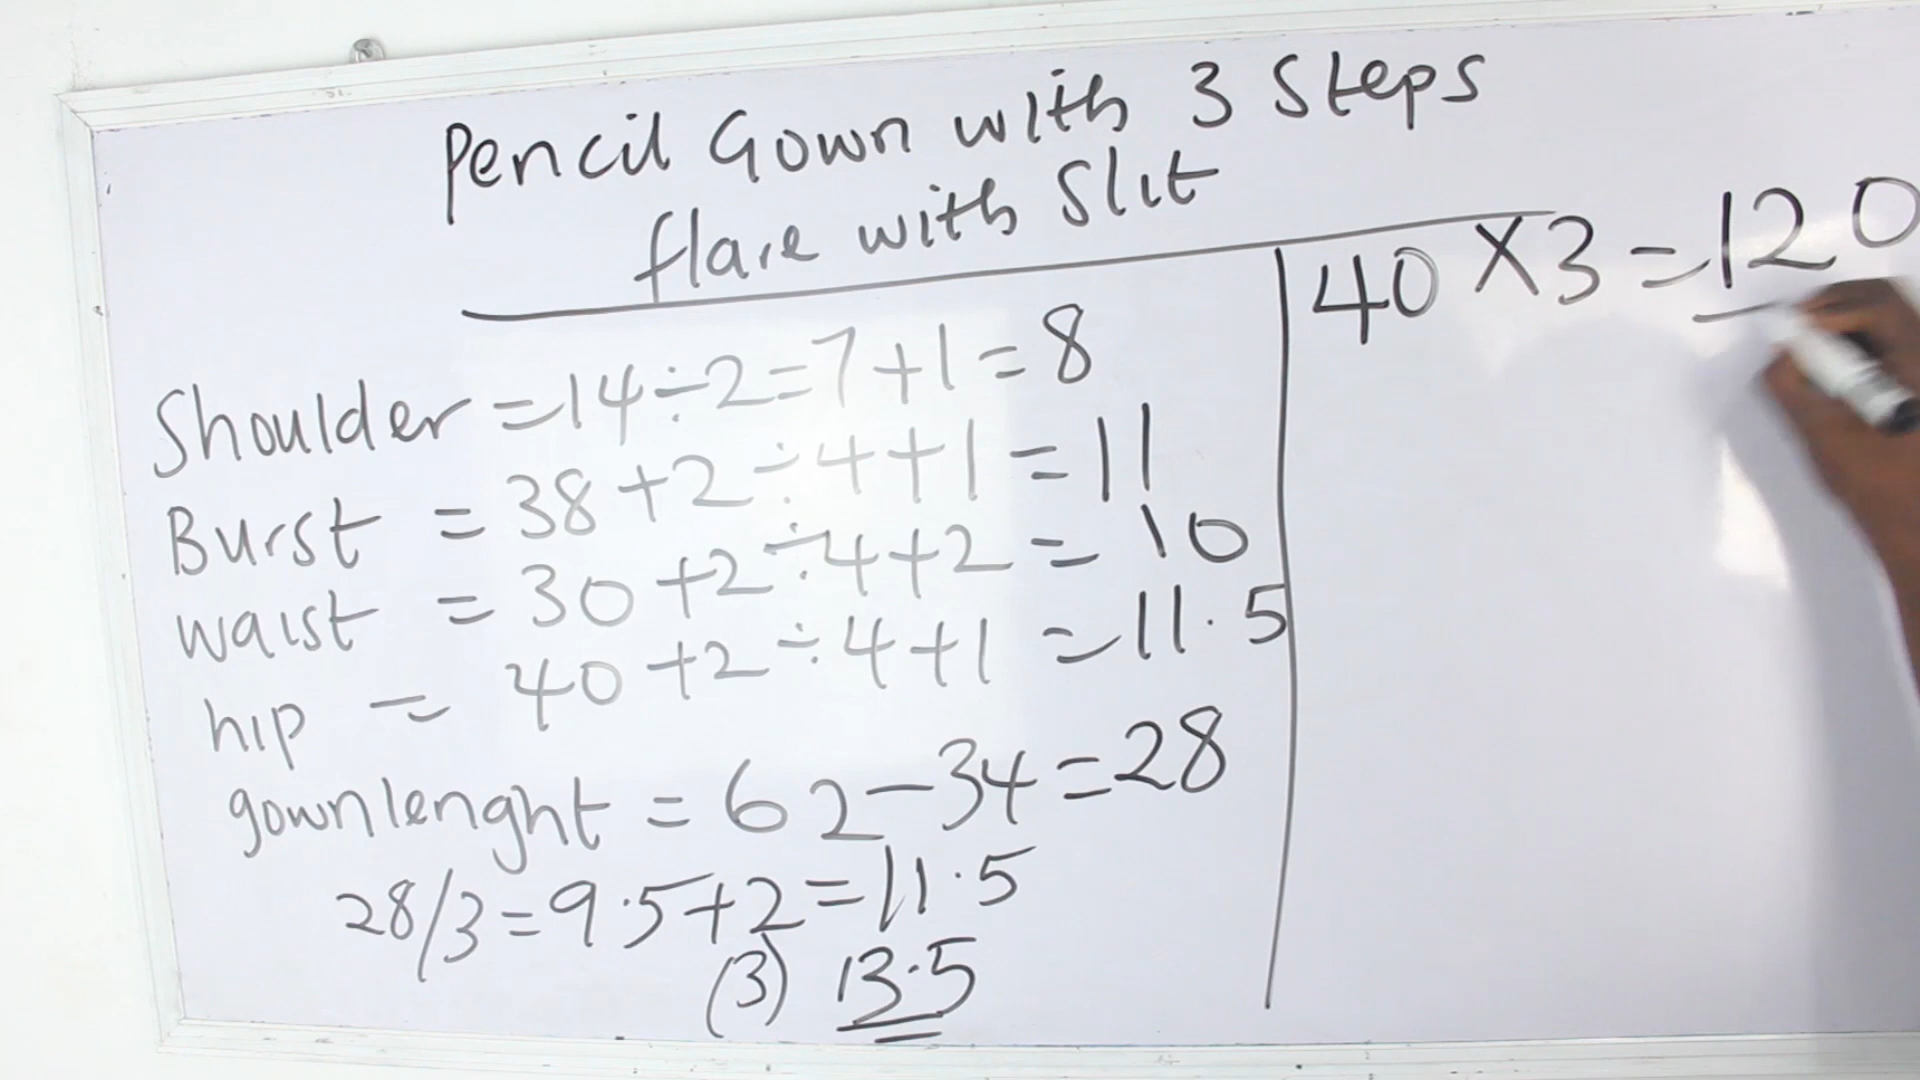 Pencil Gown with 3 Steps
flare with Slit
Shoulder = 14 ÷ 2 = 7 + 1 = 8
Burst = 38 + 2 ÷ 4 + 1 = 11
waist = 30 + 2 ÷ 4 + 2 = 10
hip = 40 + 2 ÷ 4 + 1 = 11.5
gown lenght = 62 - 34 = 28
28/3 = 9.5 + 2 = 11.5
(3) 13.5
40 X 3 = 120